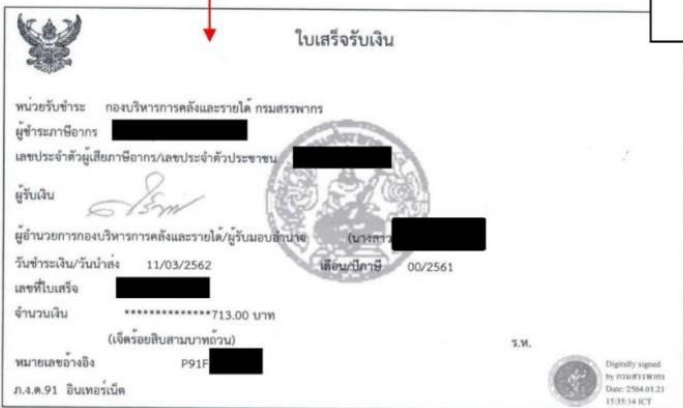 ใบเสร็จรับเงิน
หน่วยรับชำระ กองบริหารการคลังและรายได้ กรมสรรพากร
ผู้ชำระภาษีอากร
เลขประจำตัวผู้เสียภาษีอากร/เลขประจำตัวประชาชน
ผู้รับเงิน
ผู้อำนวยการกองบริหารการคลังและรายได้/ผู้รับมอบอำนาจ (นางสาว
วันชำระเงิน/วันนำส่ง 11/03/2562 เดือน/ปีภาษี 00/2561
เลขที่ใบเสร็จ
จำนวนเงิน **************713.00 บาท
(เจ็ดร้อยสิบสามบาทถ้วน) ร.ห.
หมายเลขอ้างอิง P91F
ภ.ง.ด.91 อินเทอร์เน็ต
Digitally signed
by กรมสรรพากร
Date: 2564.01.21
15:35:14 ICT